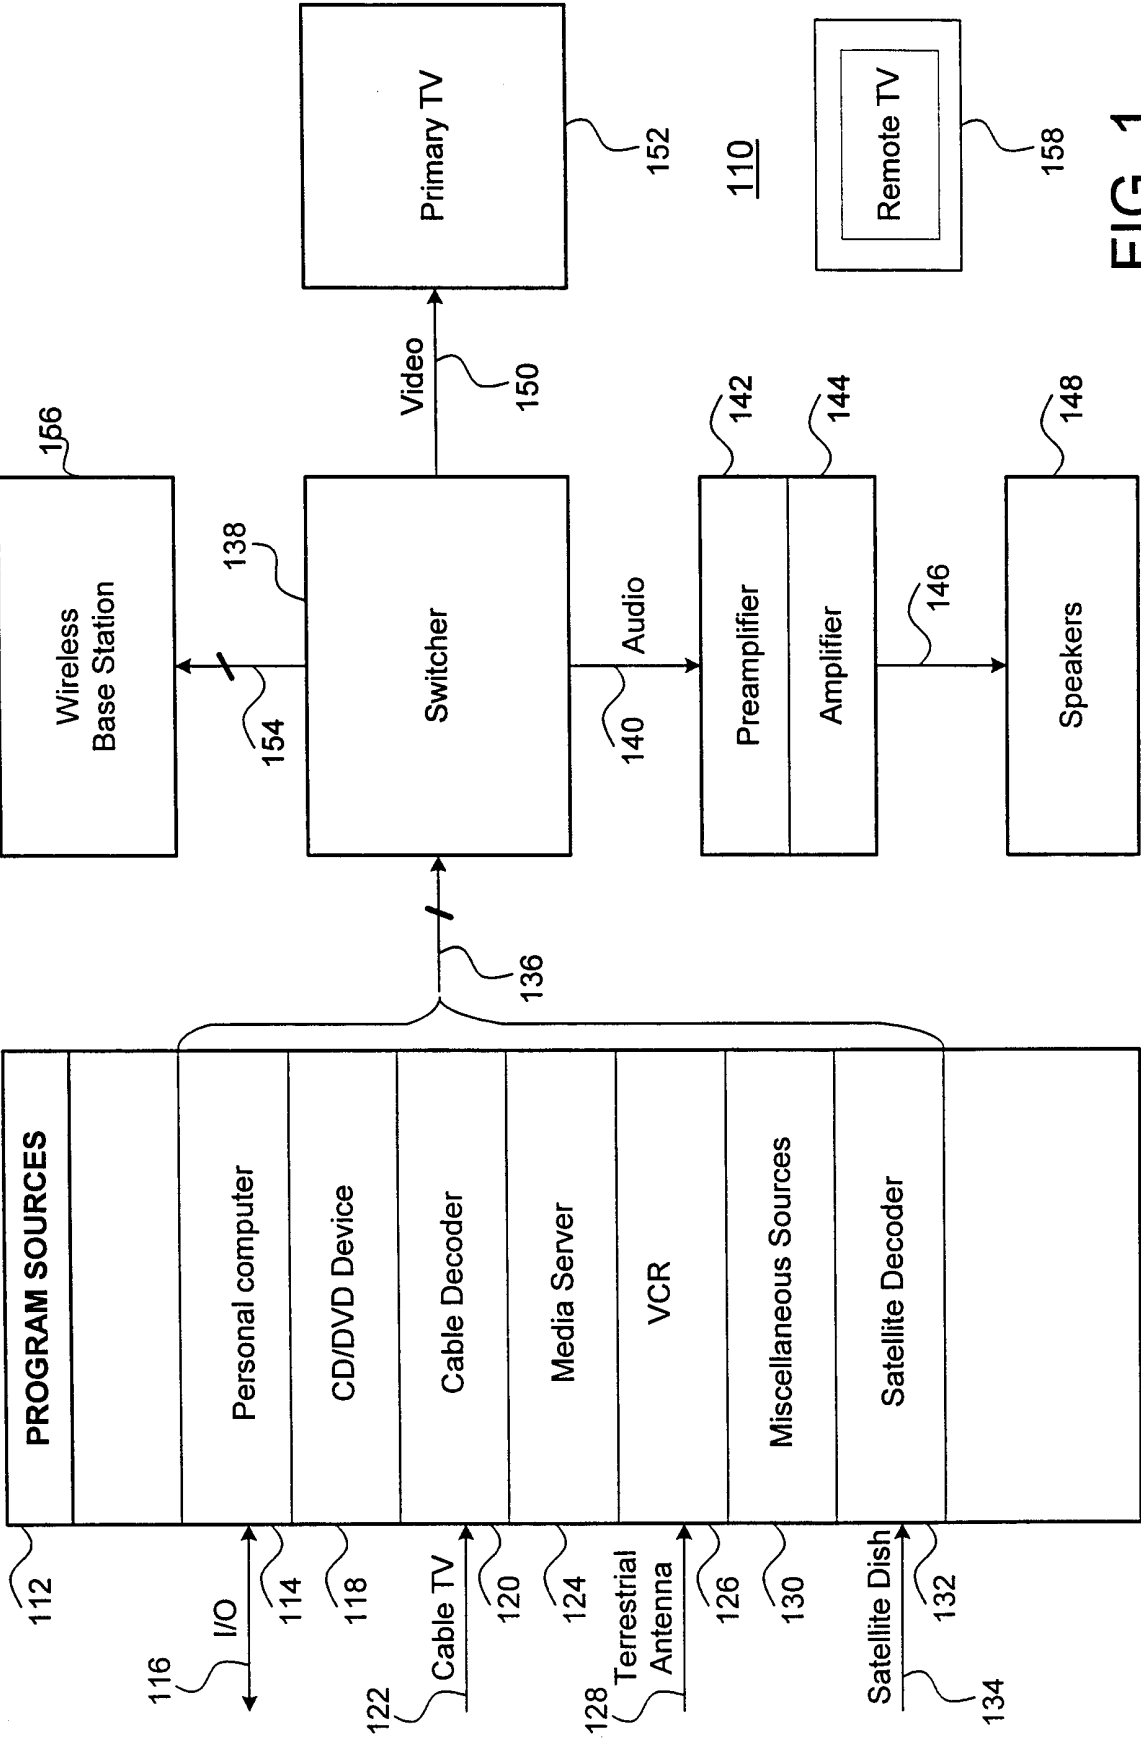 PROGRAM SOURCES
112
I/O
116
Personal computer
114
CD/DVD Device
118
Cable TV
122
Cable Decoder
120
Media Server
124
Terrestrial
Antenna
128
VCR
126
Miscellaneous Sources
130
Satellite Dish
134
Satellite Decoder
132
136
Wireless
Base Station
156
154
Switcher
138
Audio
140
Preamplifier
142
Amplifier
144
146
Speakers
148
Video
150
Primary TV
152
110
Remote TV
158
FIG. 1